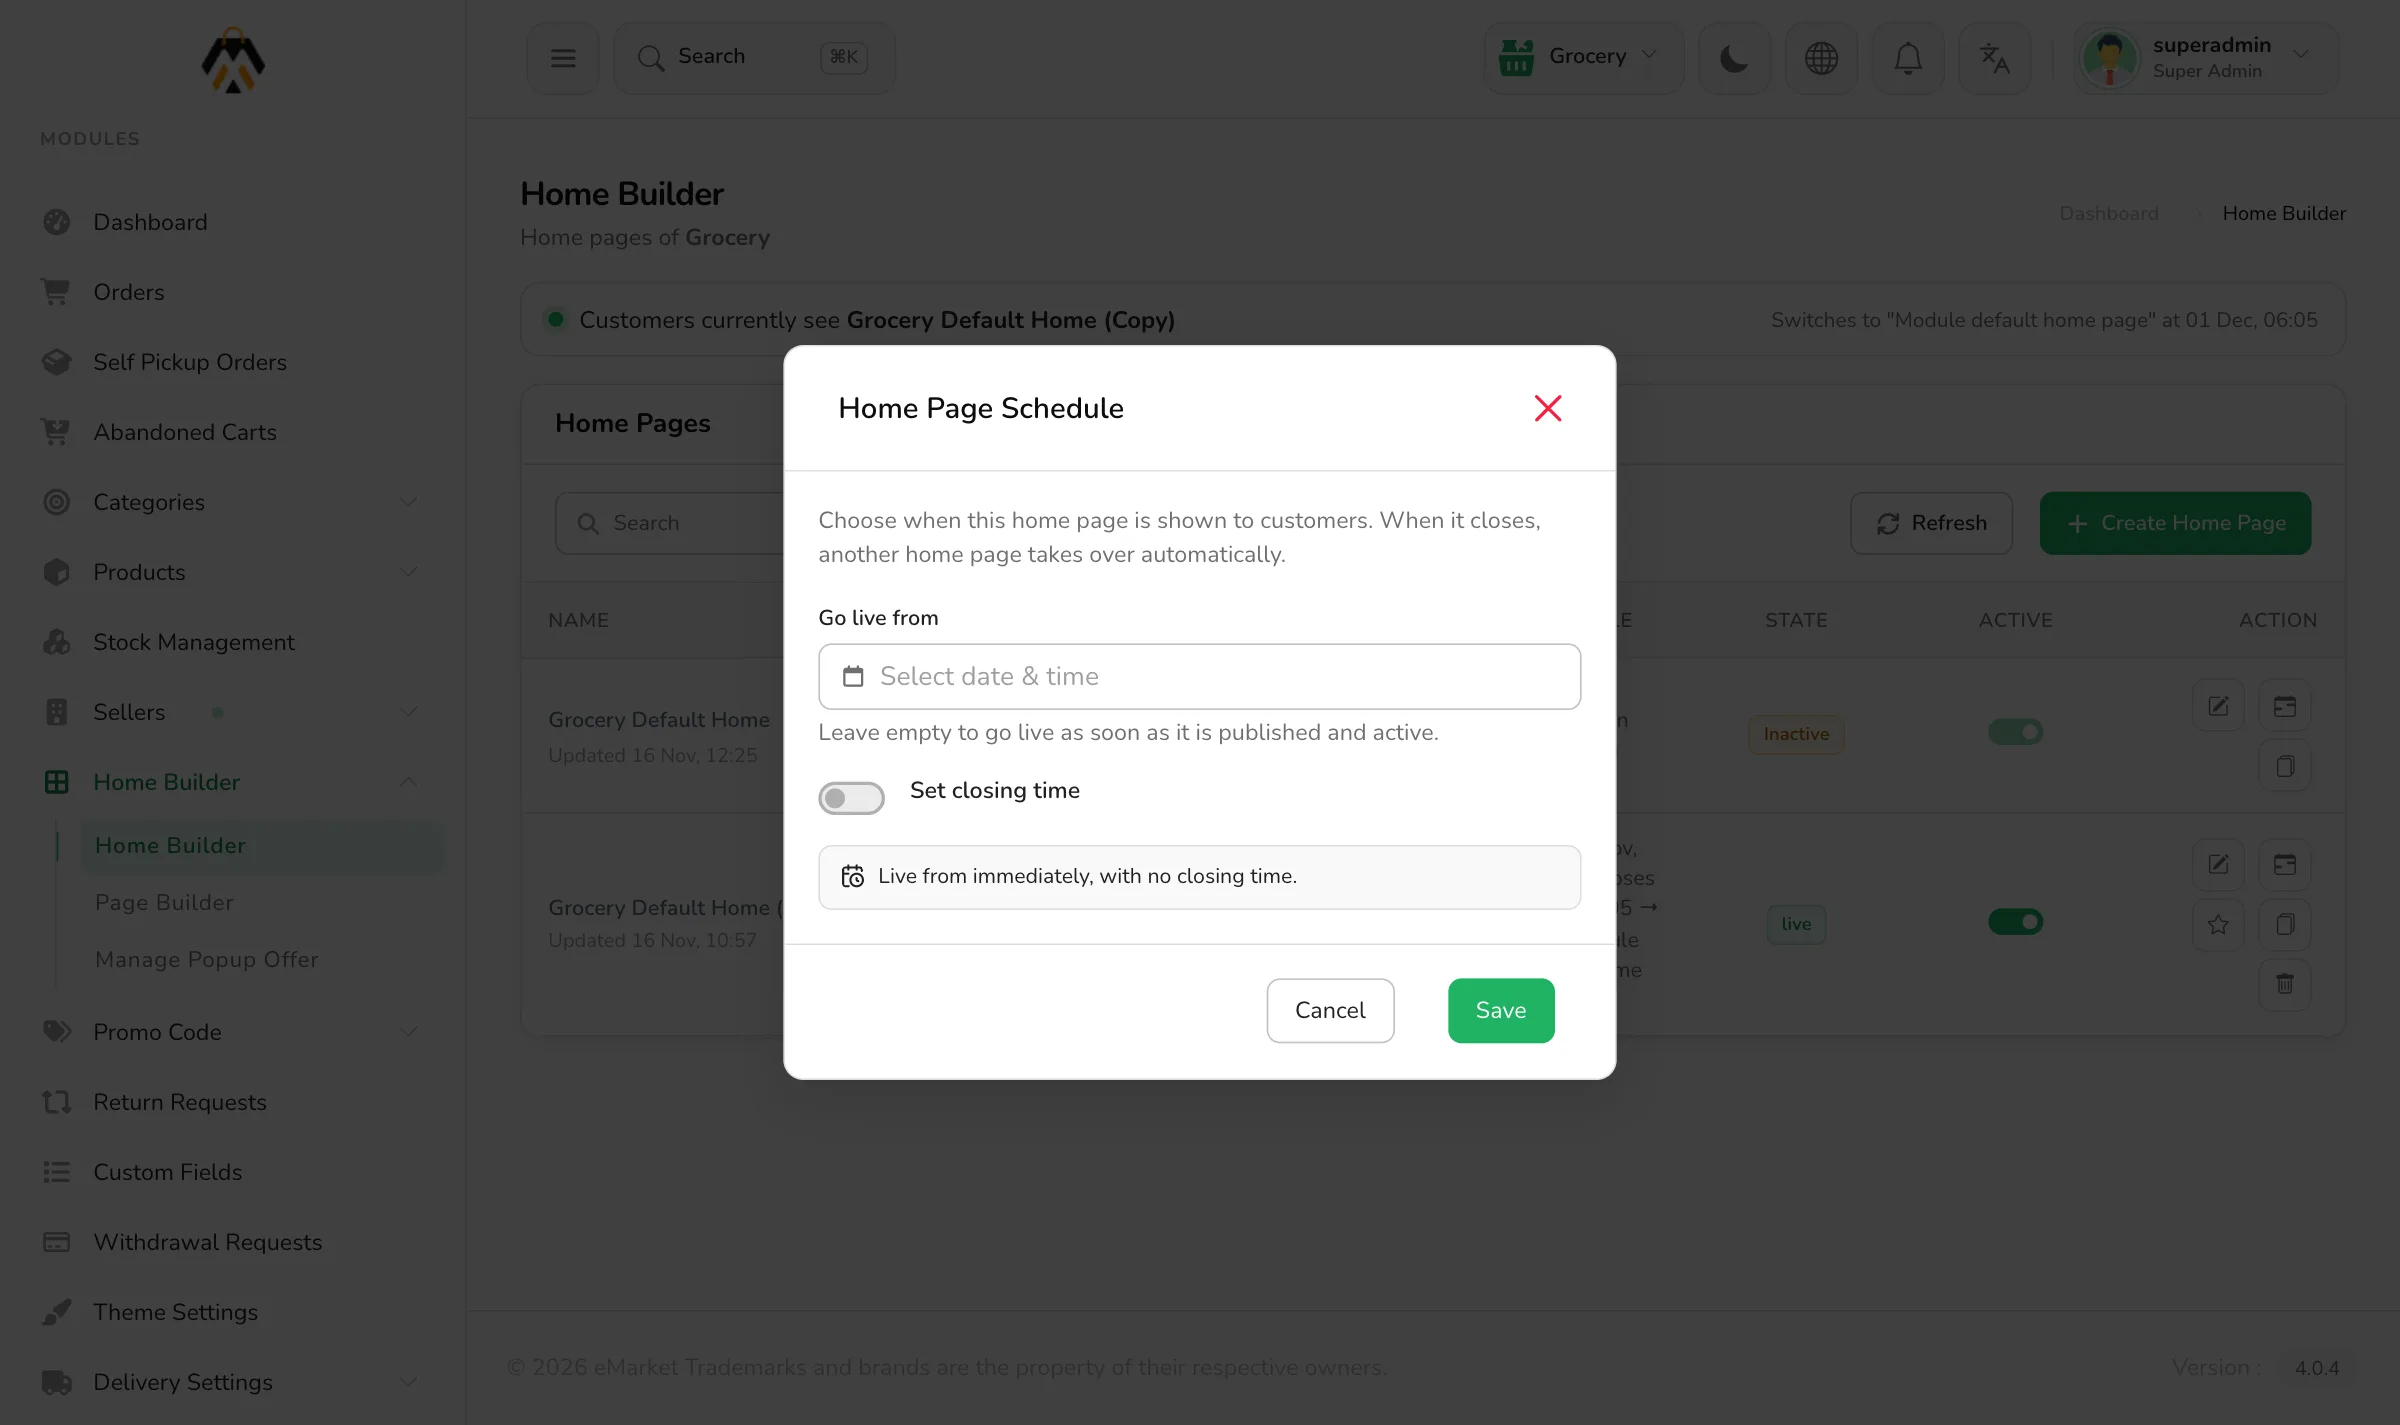 Search
⌘K
Grocery
superadmin
Super Admin
MODULES
Dashboard
Orders
Self Pickup Orders
Abandoned Carts
Categories
Products
Stock Management
Sellers
Home Builder
Home Builder
Page Builder
Manage Popup Offer
Promo Code
Return Requests
Custom Fields
Withdrawal Requests
Theme Settings
Delivery Settings
Home Builder
Home pages of Grocery
Dashboard
Home Builder
Customers currently see Grocery Default Home (Copy)
Switches to "Module default home page" at 01 Dec, 06:05
Home Pages
Search
Refresh
Create Home Page
NAME
STATE
ACTIVE
ACTION
Grocery Default Home
Updated 16 Nov, 12:25
Inactive
Grocery Default Home (
Updated 16 Nov, 10:57
live
Home Page Schedule
Choose when this home page is shown to customers. When it closes,
another home page takes over automatically.
Go live from
Select date & time
Leave empty to go live as soon as it is published and active.
Set closing time
Live from immediately, with no closing time.
Cancel
Save
© 2026 eMarket Trademarks and brands are the property of their respective owners.
Version :
4.0.4